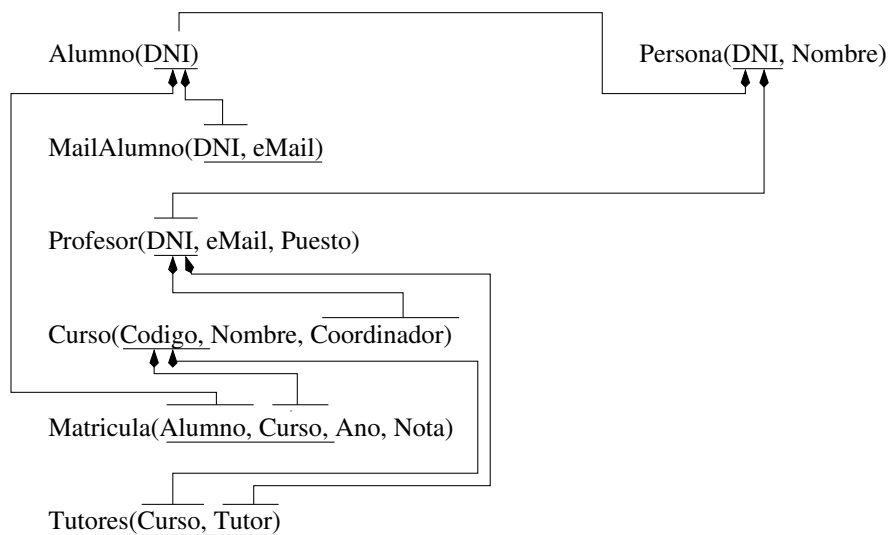 Alumno(DNI)
Persona(DNI, Nombre)
MailAlumno(DNI, eMail)
Profesor(DNI, eMail, Puesto)
Curso(Codigo, Nombre, Coordinador)
Matricula(Alumno, Curso, Ano, Nota)
Tutores(Curso, Tutor)